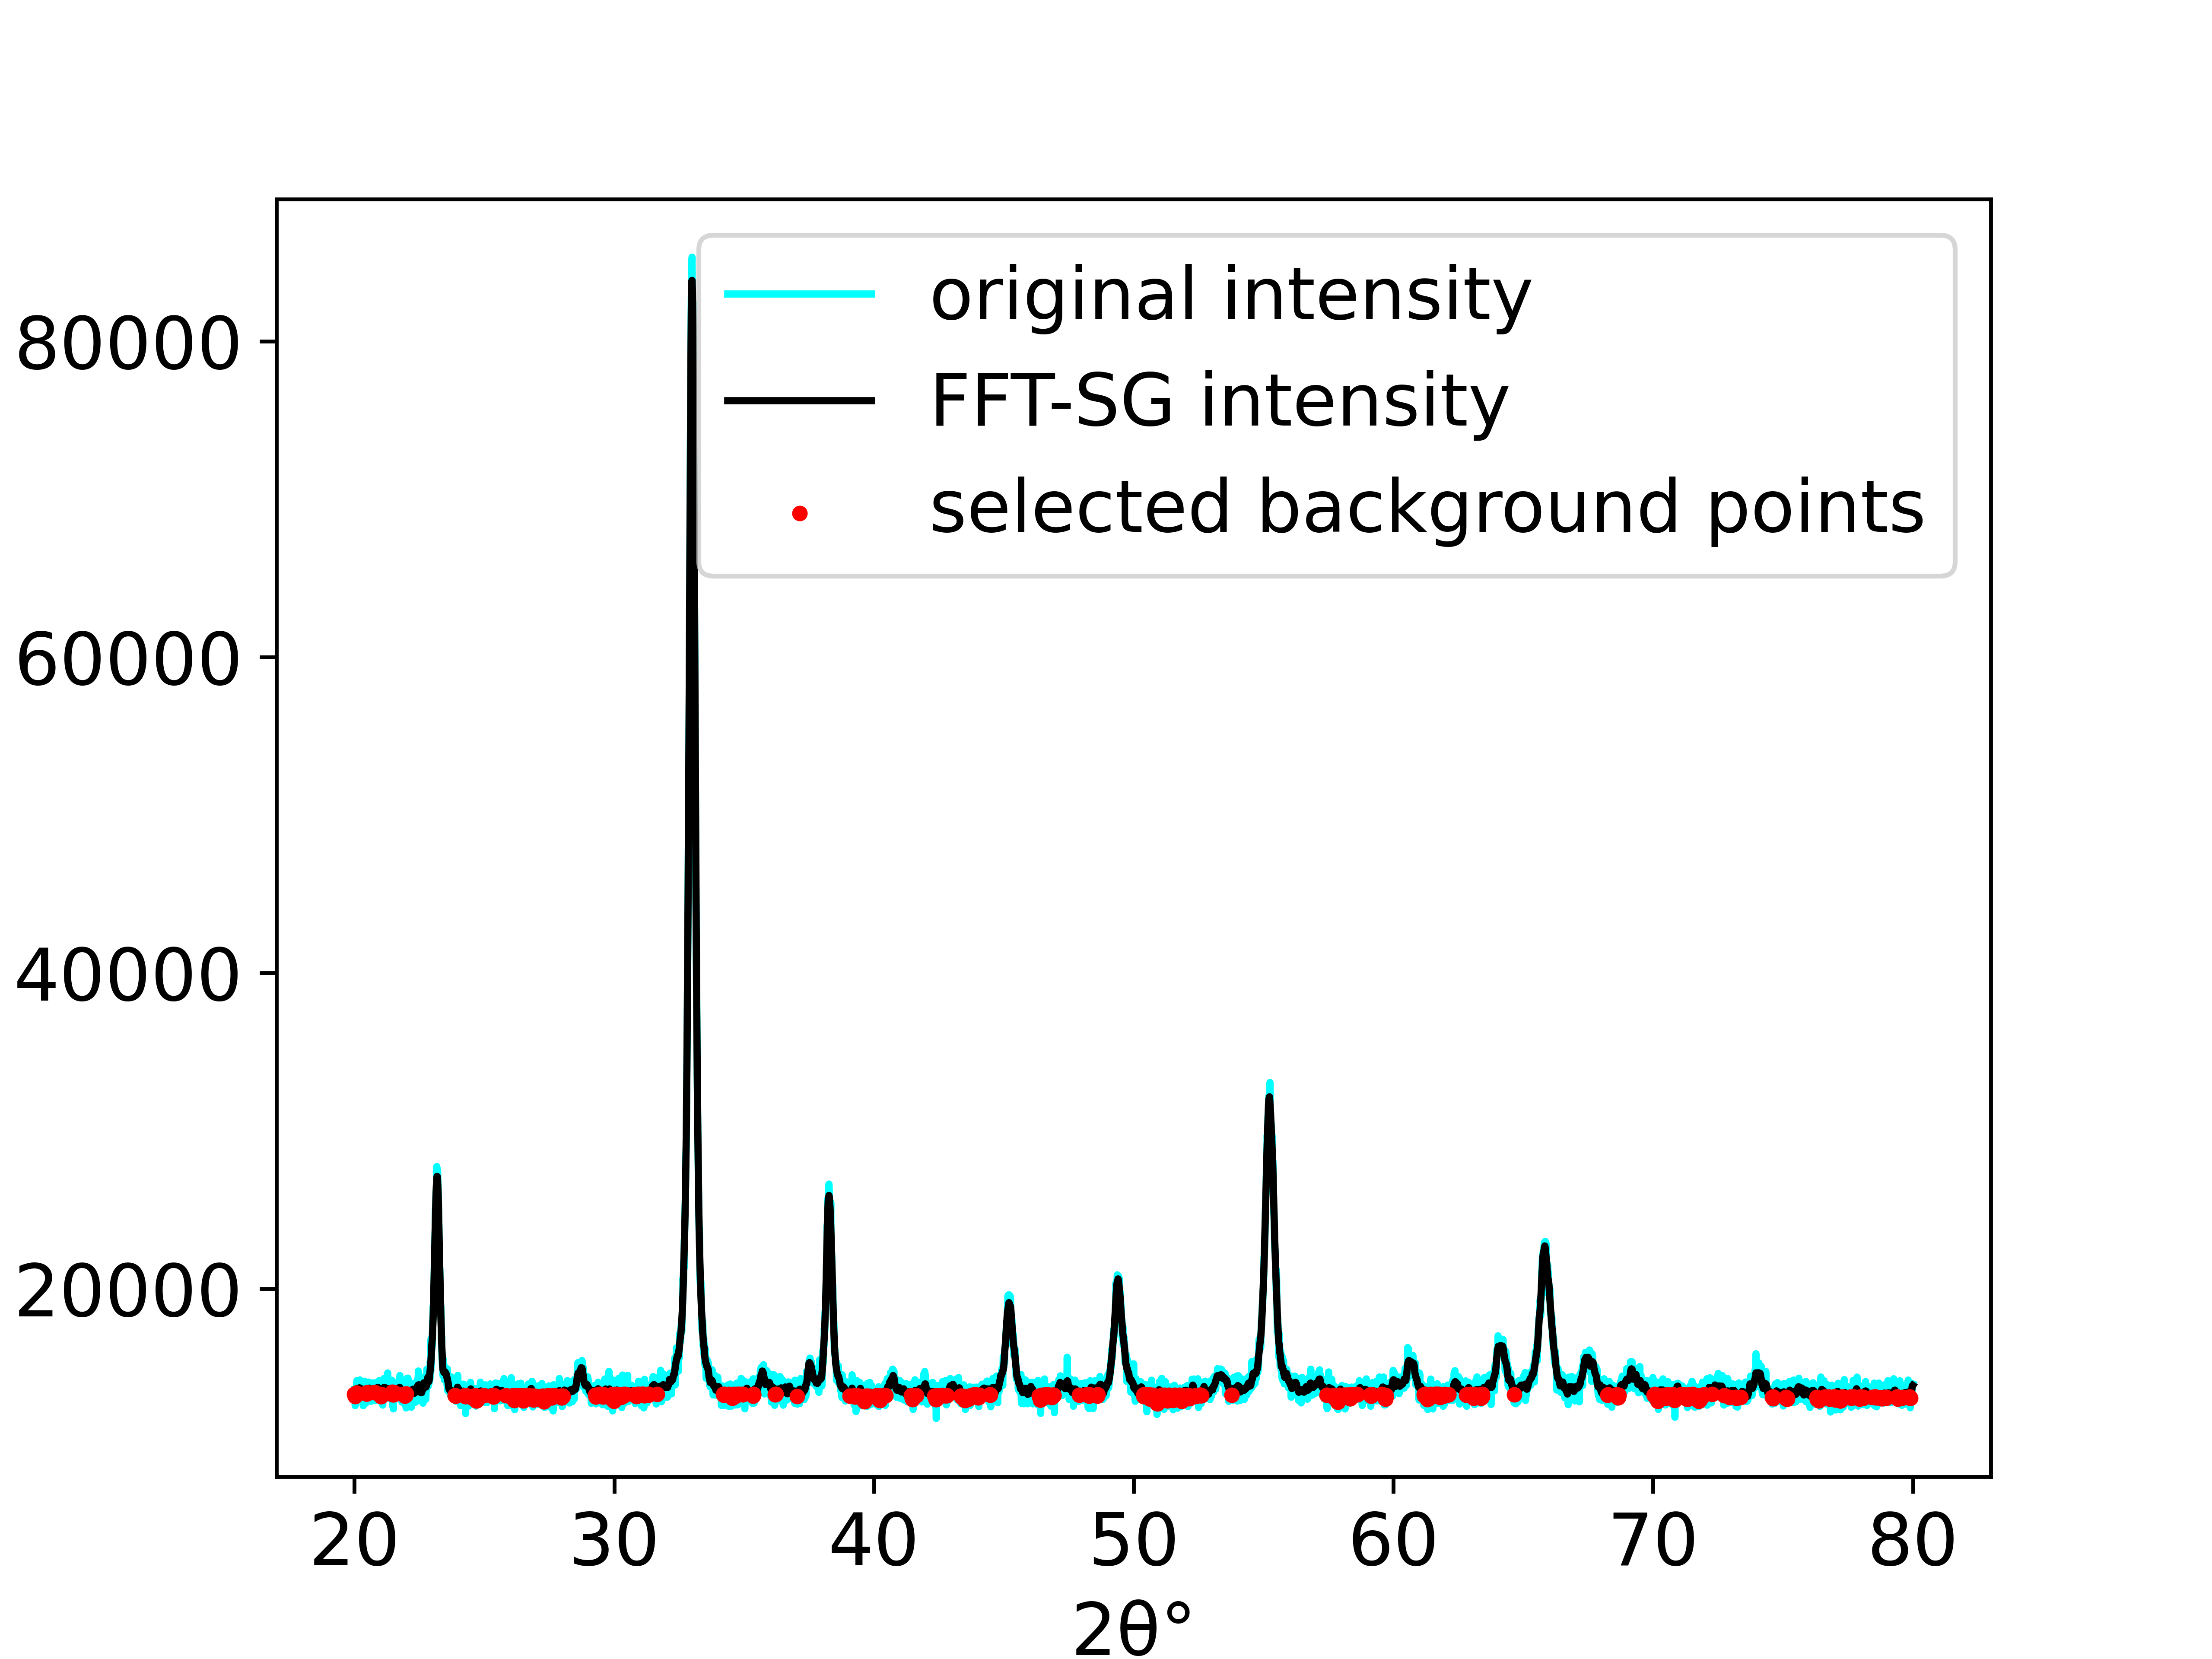 original intensity
FFT-SG intensity
selected background points
80000
60000
40000
20000
20 30 40 50 60 70 80
2θ°